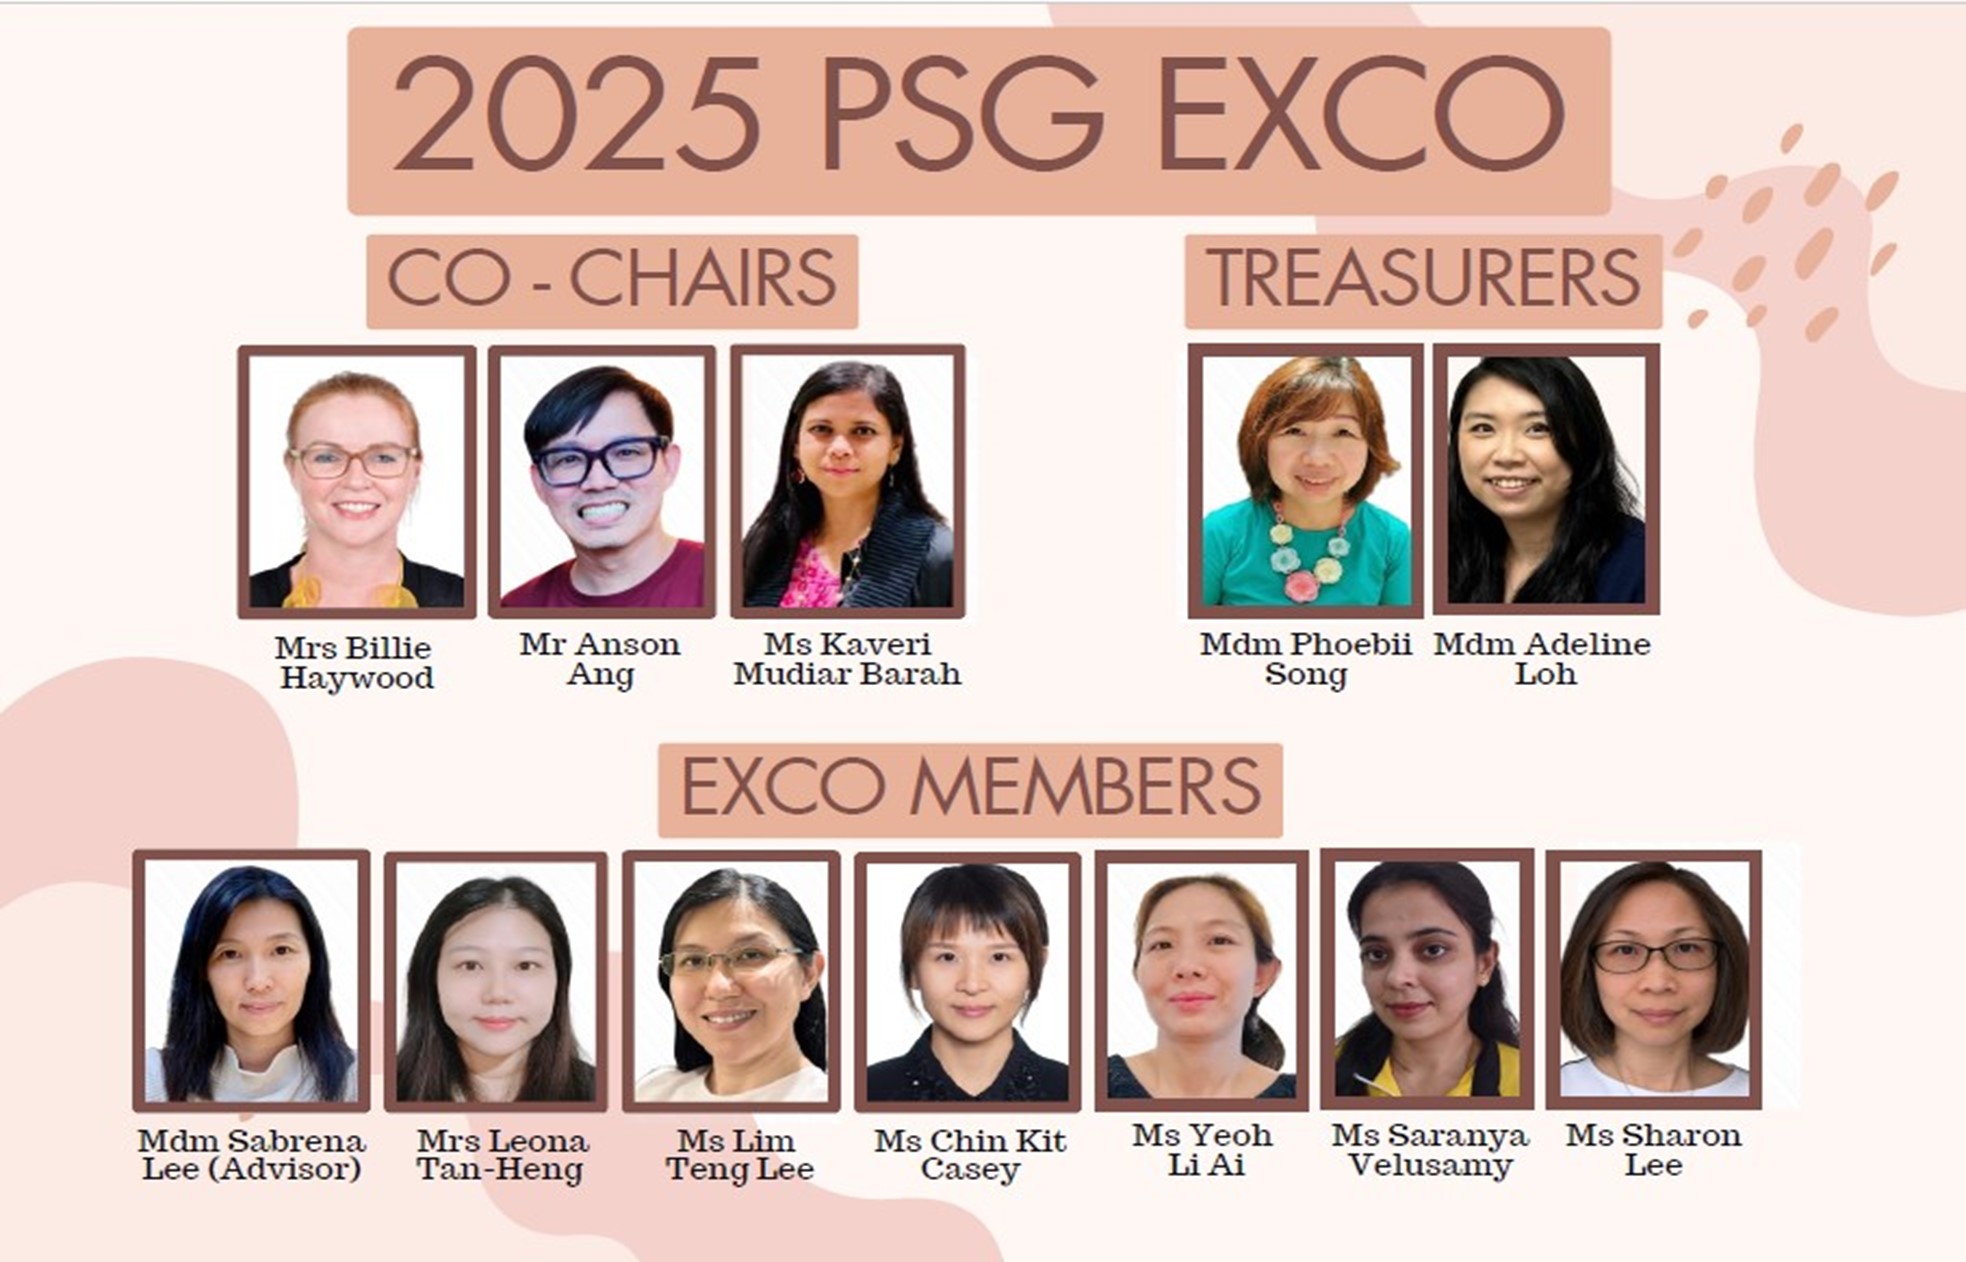 2025 PSG EXCO
CO - CHAIRS
Mrs Billie
Haywood
Mr Anson
Ang
Ms Kaveri
Mudiar Barah
TREASURERS
Mdm Phoebii
Song
Mdm Adeline
Loh
EXCO MEMBERS
Mdm Sabrena
Lee (Advisor)
Mrs Leona
Tan-Heng
Ms Lim
Teng Lee
Ms Chin Kit
Casey
Ms Yeoh
Li Ai
Ms Saranya
Velusamy
Ms Sharon
Lee